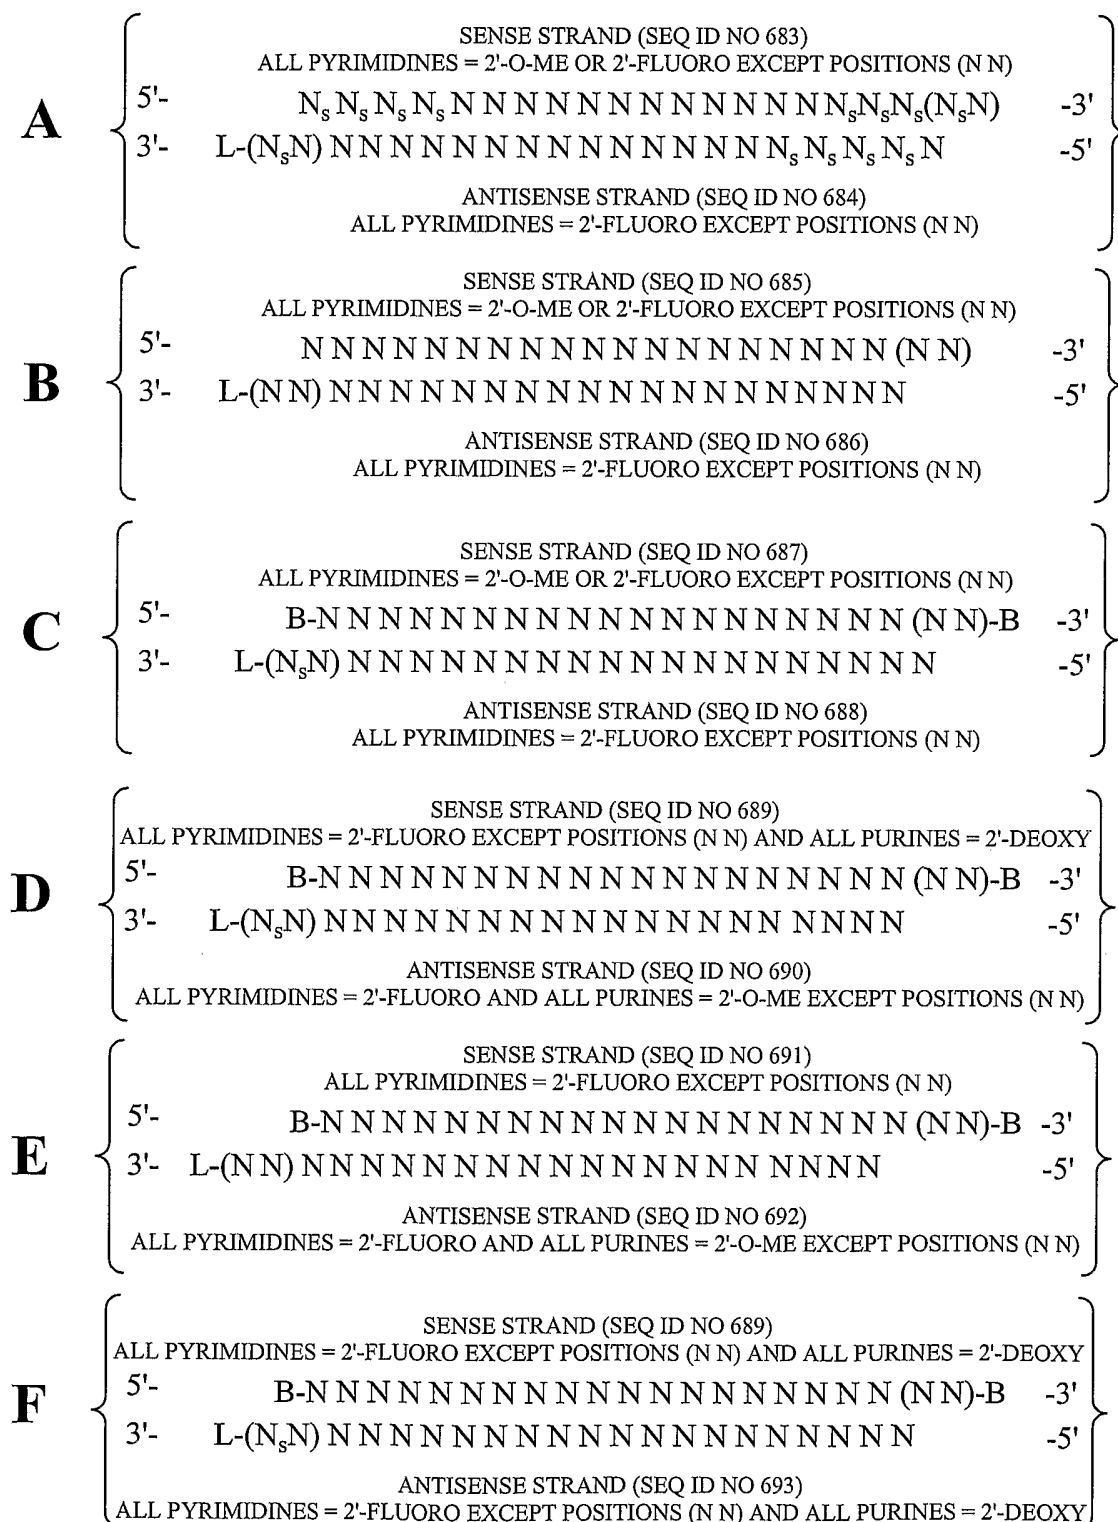 SENSE STRAND (SEQ ID NO 683)
ALL PYRIMIDINES = 2'-O-ME OR 2'-FLUORO EXCEPT POSITIONS (N N)
A
5'- NₛNₛNₛNₛN N N N N N N N N N N N NₛNₛNₛ(NₛN) -3'
3'- L-(NₛN) N N N N N N N N N N N N N N NₛNₛNₛNₛN -5'
ANTISENSE STRAND (SEQ ID NO 684)
ALL PYRIMIDINES = 2'-FLUORO EXCEPT POSITIONS (N N)
SENSE STRAND (SEQ ID NO 685)
ALL PYRIMIDINES = 2'-O-ME OR 2'-FLUORO EXCEPT POSITIONS (N N)
B
5'- N N N N N N N N N N N N N N N N N N N (N N) -3'
3'- L-(N N) N N N N N N N N N N N N N N N N N N N -5'
ANTISENSE STRAND (SEQ ID NO 686)
ALL PYRIMIDINES = 2'-FLUORO EXCEPT POSITIONS (N N)
SENSE STRAND (SEQ ID NO 687)
ALL PYRIMIDINES = 2'-O-ME OR 2'-FLUORO EXCEPT POSITIONS (N N)
C
5'- B-N N N N N N N N N N N N N N N N N N N (N N)-B -3'
3'- L-(NₛN) N N N N N N N N N N N N N N N N N N N -5'
ANTISENSE STRAND (SEQ ID NO 688)
ALL PYRIMIDINES = 2'-FLUORO EXCEPT POSITIONS (N N)
SENSE STRAND (SEQ ID NO 689)
ALL PYRIMIDINES = 2'-FLUORO EXCEPT POSITIONS (N N) AND ALL PURINES = 2'-DEOXY
D
5'- B-N N N N N N N N N N N N N N N N N N N (N N)-B -3'
3'- L-(NₛN) N N N N N N N N N N N N N N N N N N N -5'
ANTISENSE STRAND (SEQ ID NO 690)
ALL PYRIMIDINES = 2'-FLUORO AND ALL PURINES = 2'-O-ME EXCEPT POSITIONS (N N)
SENSE STRAND (SEQ ID NO 691)
ALL PYRIMIDINES = 2'-FLUORO EXCEPT POSITIONS (N N)
E
5'- B-N N N N N N N N N N N N N N N N N N N (N N)-B -3'
3'- L-(N N) N N N N N N N N N N N N N N N N N N N -5'
ANTISENSE STRAND (SEQ ID NO 692)
ALL PYRIMIDINES = 2'-FLUORO AND ALL PURINES = 2'-O-ME EXCEPT POSITIONS (N N)
SENSE STRAND (SEQ ID NO 689)
ALL PYRIMIDINES = 2'-FLUORO EXCEPT POSITIONS (N N) AND ALL PURINES = 2'-DEOXY
F
5'- B-N N N N N N N N N N N N N N N N N N N (N N)-B -3'
3'- L-(NₛN) N N N N N N N N N N N N N N N N N N N -5'
ANTISENSE STRAND (SEQ ID NO 693)
ALL PYRIMIDINES = 2'-FLUORO EXCEPT POSITIONS (N N) AND ALL PURINES = 2'-DEOXY